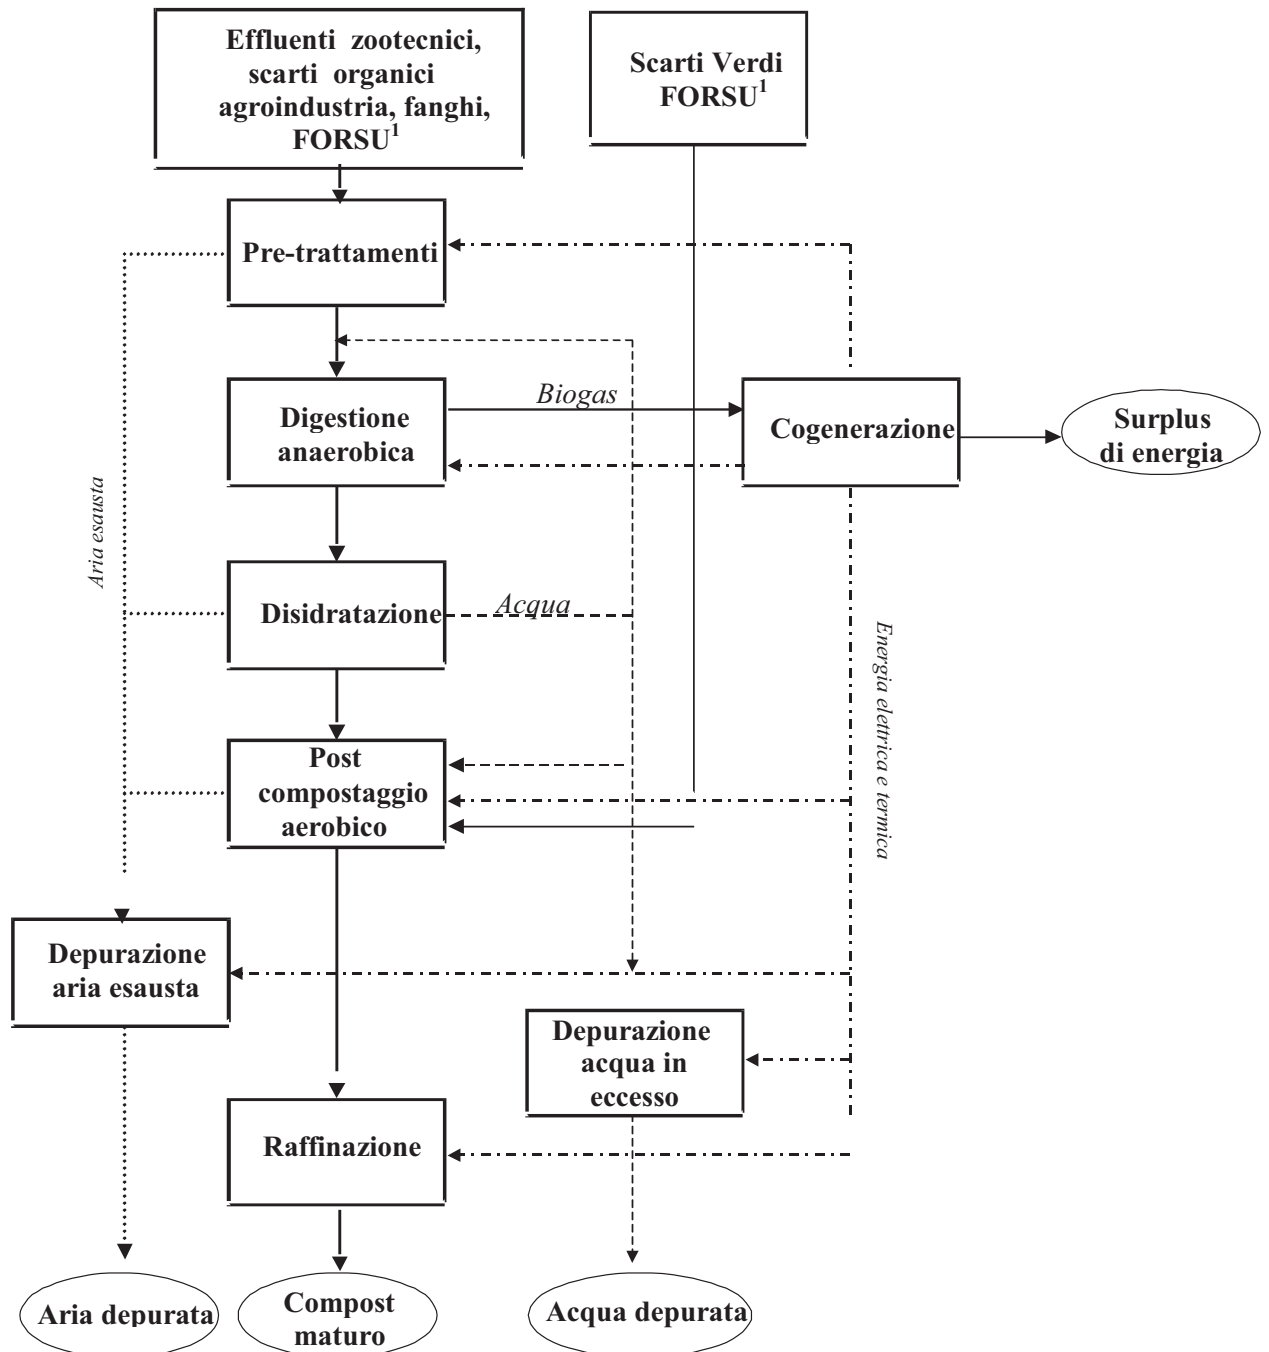 Effluenti zootecnici,
scarti organici
agroindustria, fanghi,
FORSU¹
Scarti Verdi
FORSU¹
Pre-trattamenti
Biogas
Digestione
anaerobica
Cogenerazione
Surplus
di energia
Aria esausta
Disidratazione
Acqua
Energia elettrica e termica
Post
compostaggio
aerobico
Depurazione
aria esausta
Depurazione
acqua in
eccesso
Raffinazione
Aria depurata
Compost
maturo
Acqua depurata